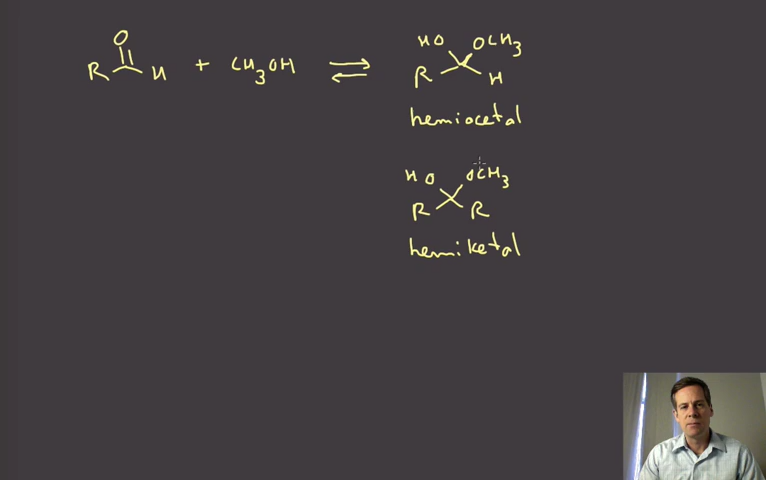 O
R H + CH3OH ⇌ HO OCH3
R H
hemiacetal
HO OCH3
R R
hemiketal